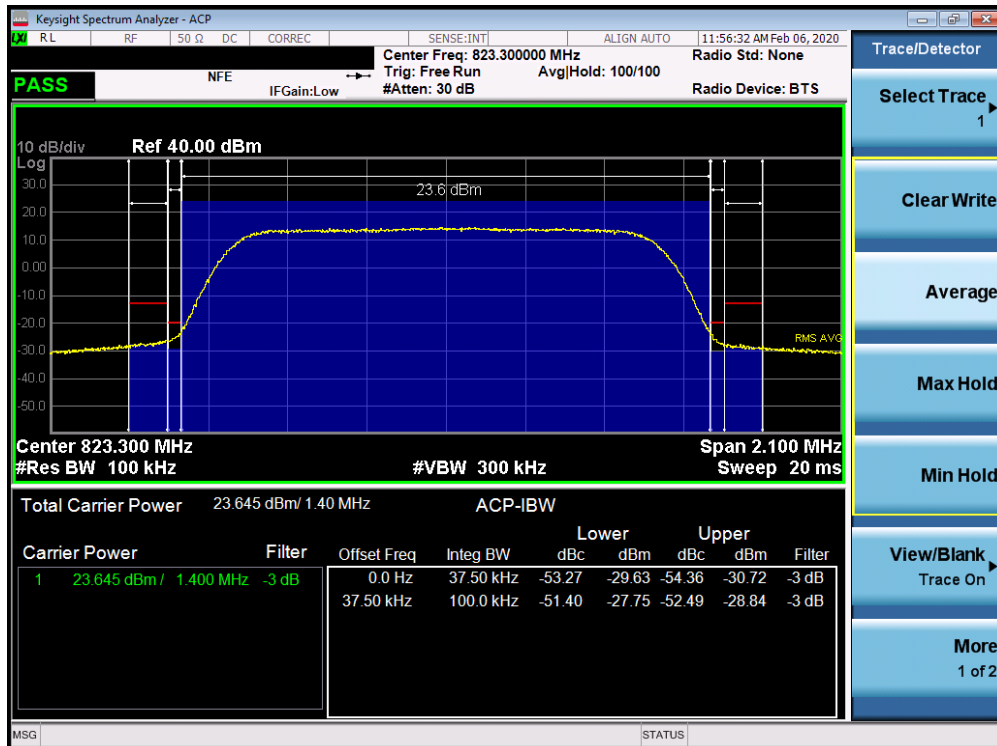 Keysight Spectrum Analyzer - ACP
LXI RL RF 50 Ω DC CORREC SENSE:INT ALIGN AUTO 11:56:32 AM Feb 06, 2020
Center Freq: 823.300000 MHz Radio Std: None
Trig: Free Run Avg|Hold: 100/100
PASS NFE IFGain:Low #Atten: 30 dB Radio Device: BTS
10 dB/div Ref 40.00 dBm
Log
30.0
23.6 dBm
20.0
10.0
0.00
-10.0
-20.0
RMS AVG
-30.0
-40.0
-50.0
Center 823.300 MHz Span 2.100 MHz
#Res BW 100 kHz #VBW 300 kHz Sweep 20 ms
Total Carrier Power 23.645 dBm/ 1.40 MHz ACP-IBW
Lower Upper
Carrier Power Filter Offset Freq Integ BW dBc dBm dBc dBm Filter
1 23.645 dBm / 1.400 MHz -3 dB 0.0 Hz 37.50 kHz -53.27 -29.63 -54.36 -30.72 -3 dB
37.50 kHz 100.0 kHz -51.40 -27.75 -52.49 -28.84 -3 dB
MSG STATUS
Trace/Detector
Select Trace
1
Clear Write
Average
Max Hold
Min Hold
View/Blank
Trace On
More
1 of 2